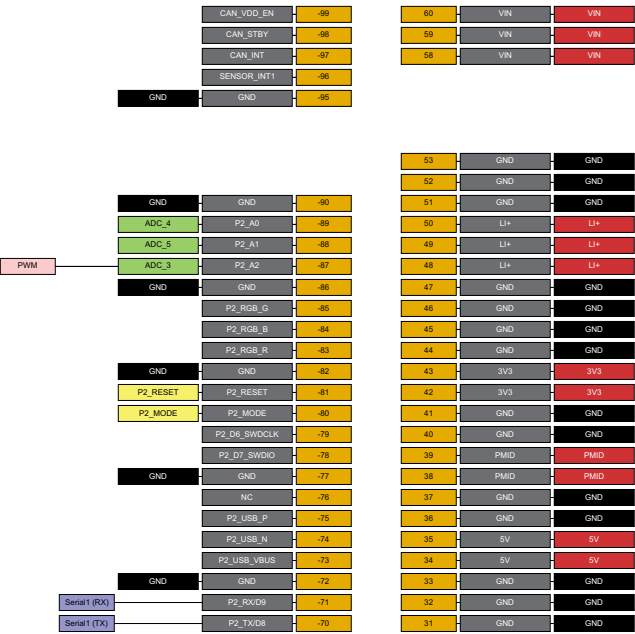 CAN_VDD_EN -99 60 VIN VIN
CAN_STBY -98 59 VIN VIN
CAN_INT -97 58 VIN VIN
SENSOR_INT1 -96
GND GND -95
53 GND GND
52 GND GND
GND GND -90 51 GND GND
ADC_4 P2_A0 -89 50 LI+ LI+
ADC_5 P2_A1 -88 49 LI+ LI+
PWM ADC_3 P2_A2 -87 48 LI+ LI+
GND GND -86 47 GND GND
P2_RGB_G -85 46 GND GND
P2_RGB_B -84 45 GND GND
P2_RGB_R -83 44 GND GND
GND GND -82 43 3V3 3V3
P2_RESET P2_RESET -81 42 3V3 3V3
P2_MODE P2_MODE -80 41 GND GND
P2_D6_SWDCLK -79 40 GND GND
P2_D7_SWDIO -78 39 PMID PMID
GND GND -77 38 PMID PMID
NC -76 37 GND GND
P2_USB_P -75 36 GND GND
P2_USB_N -74 35 5V 5V
P2_USB_VBUS -73 34 5V 5V
GND GND -72 33 GND GND
Serial1 (RX) P2_RX/D9 -71 32 GND GND
Serial1 (TX) P2_TX/D8 -70 31 GND GND